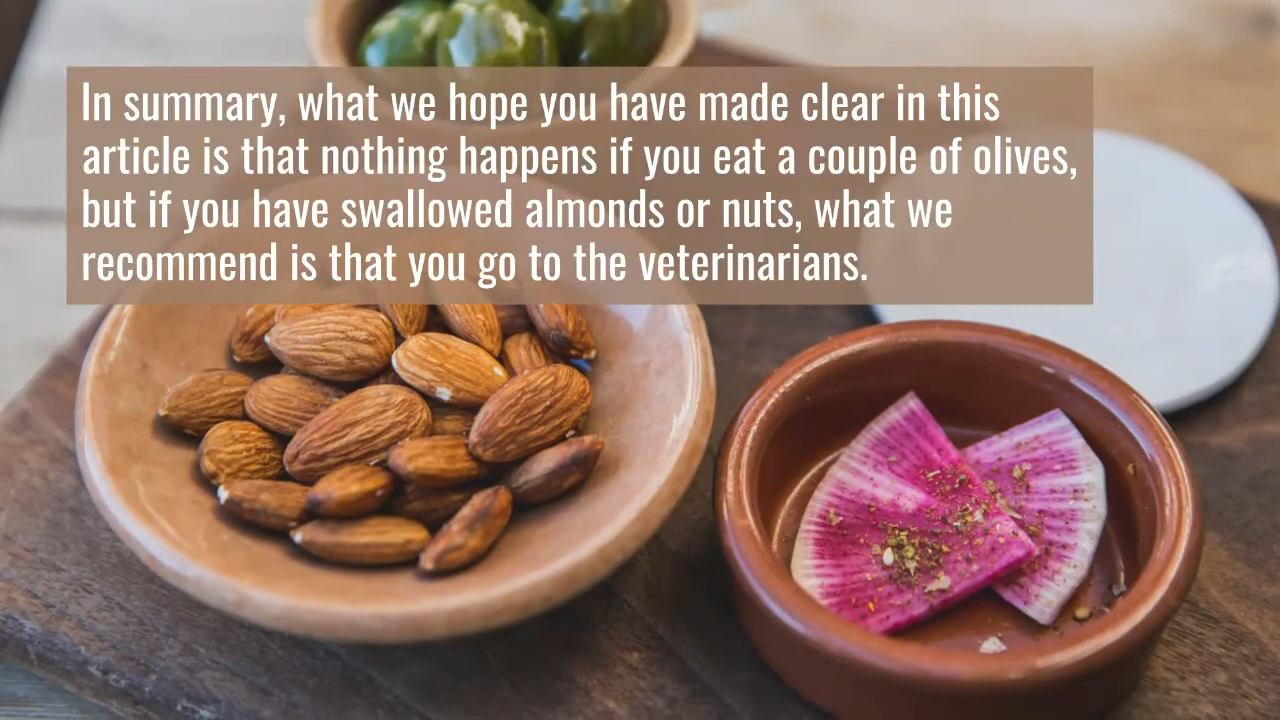 In summary, what we hope you have made clear in this
article is that nothing happens if you eat a couple of olives,
but if you have swallowed almonds or nuts, what we
recommend is that you go to the veterinarians.